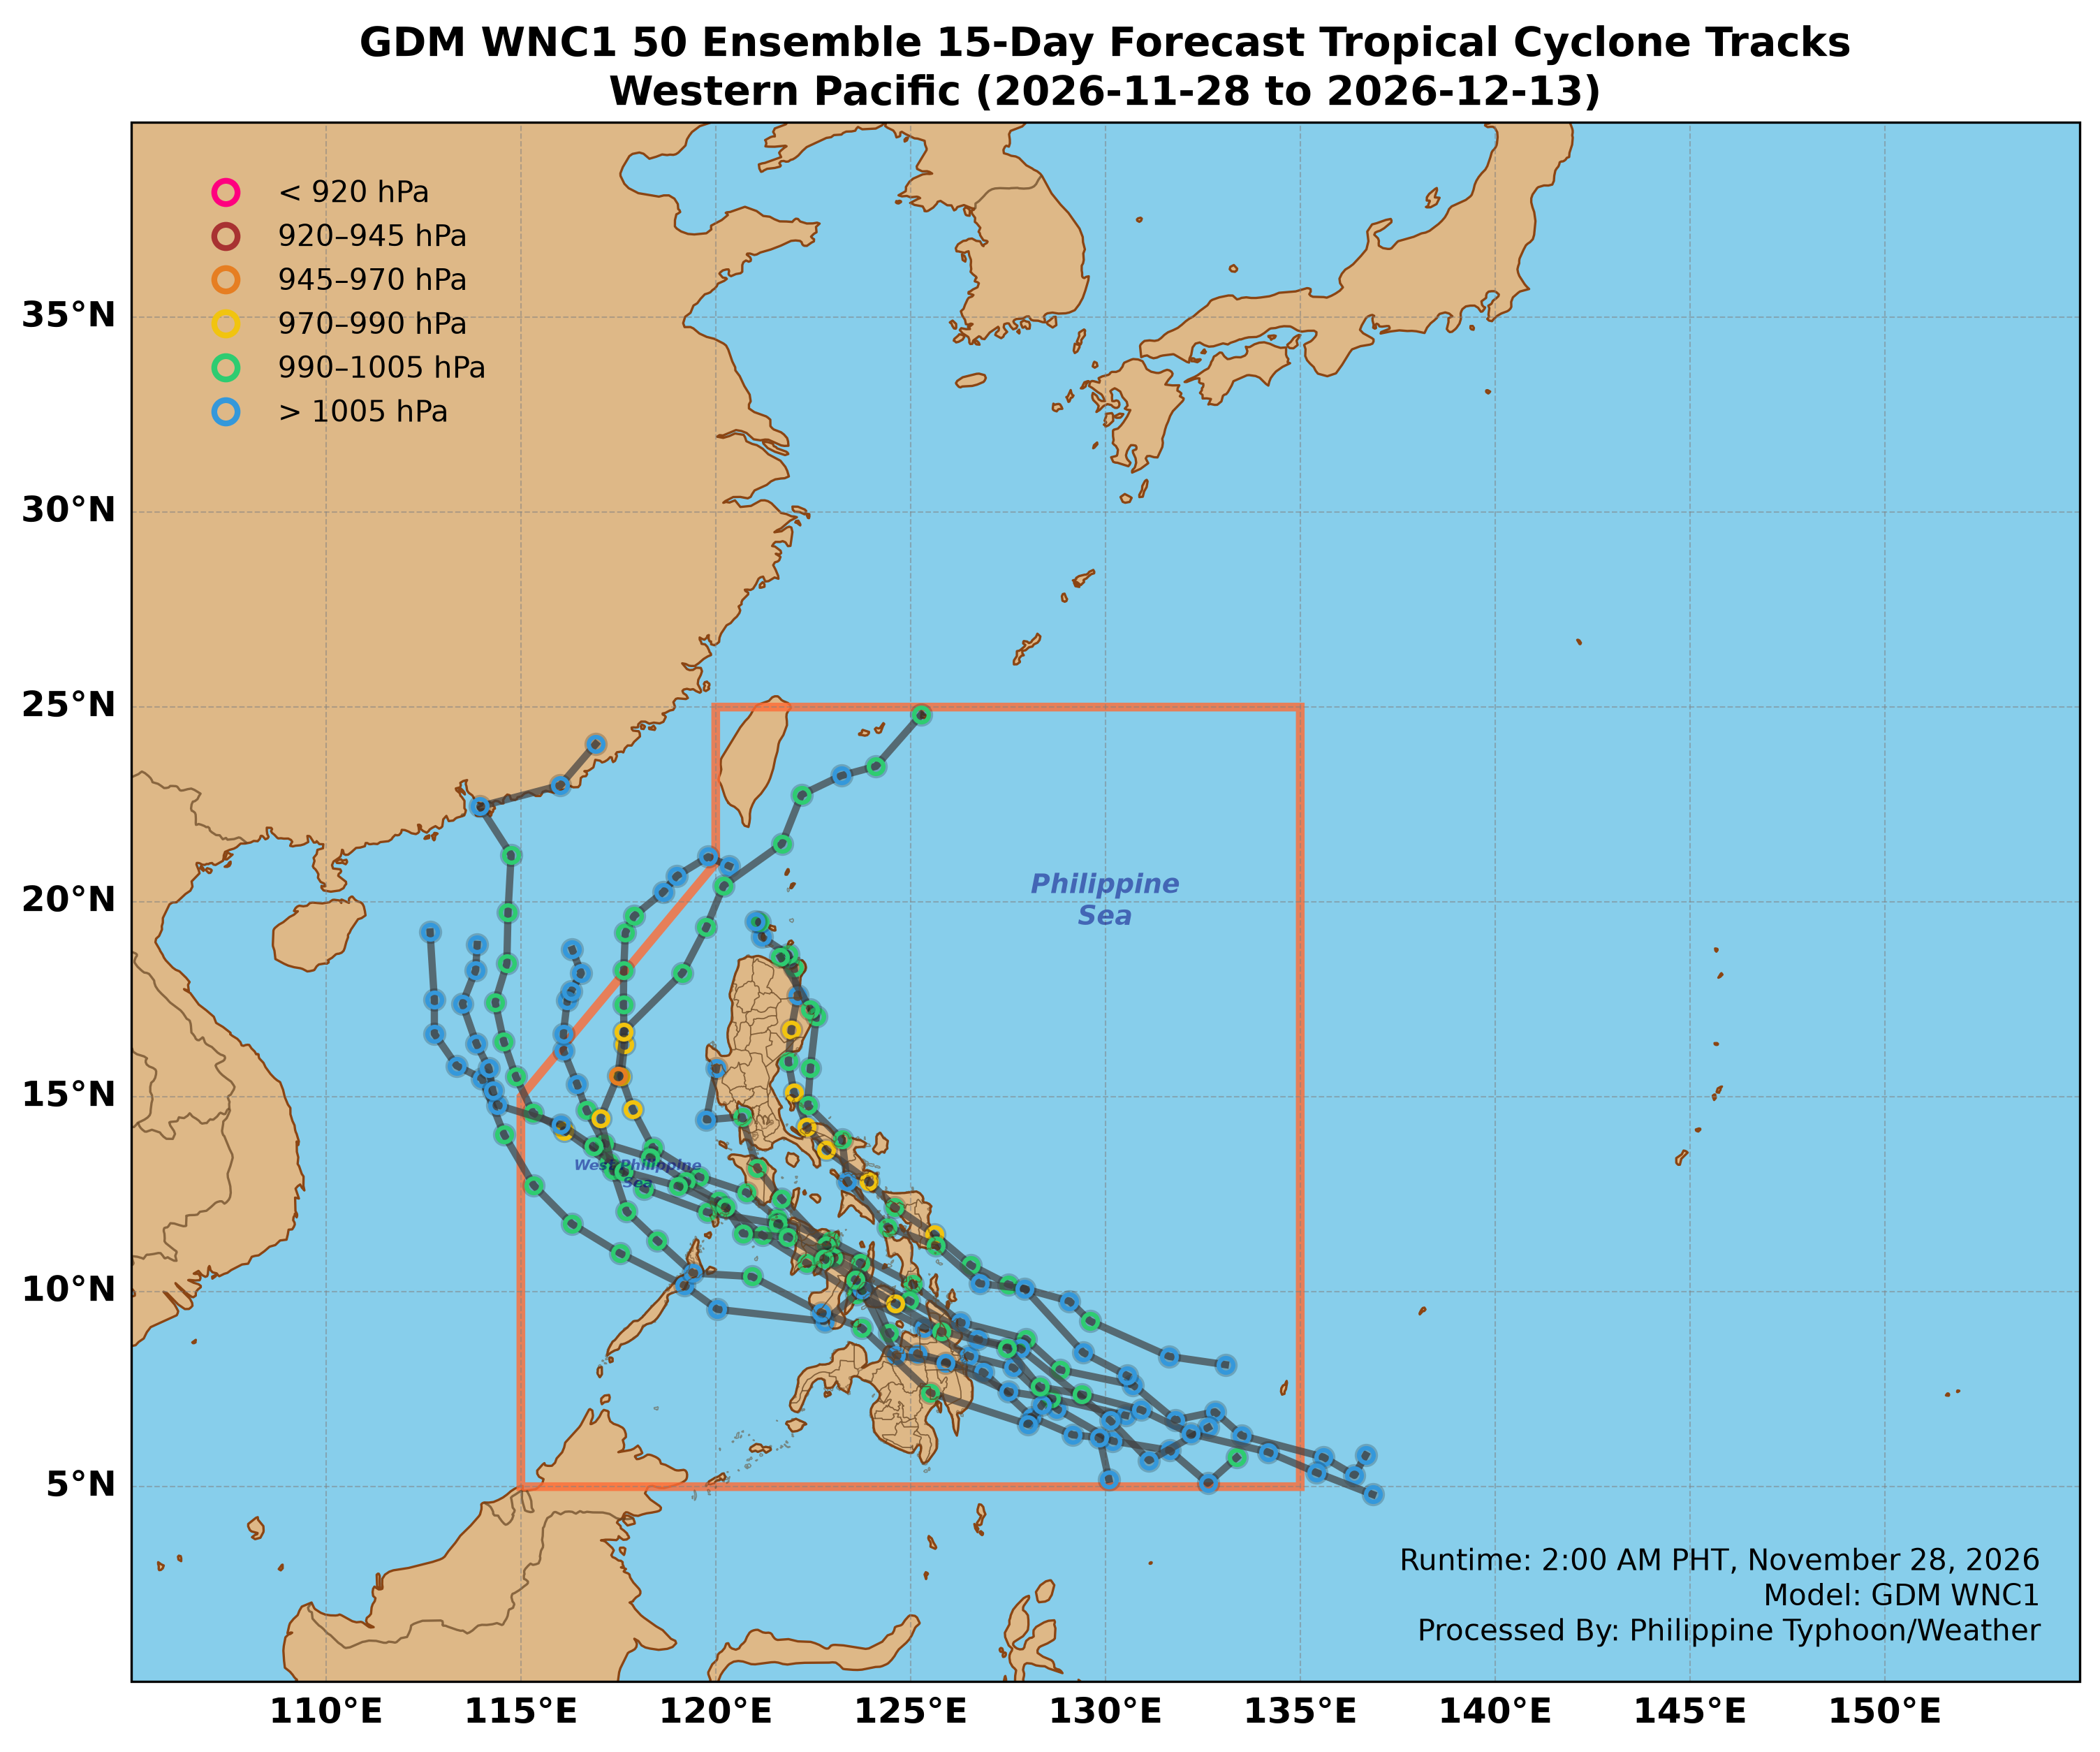 GDM WNC1 50 Ensemble 15-Day Forecast Tropical Cyclone Tracks
Western Pacific (2026-11-28 to 2026-12-13)
< 920 hPa
920–945 hPa
945–970 hPa
970–990 hPa
990–1005 hPa
> 1005 hPa
35°N
30°N
25°N
20°N
15°N
10°N
5°N
Philippine
Sea
West Philippine
Sea
Runtime: 2:00 AM PHT, November 28, 2026
Model: GDM WNC1
Processed By: Philippine Typhoon/Weather
110°E 115°E 120°E 125°E 130°E 135°E 140°E 145°E 150°E